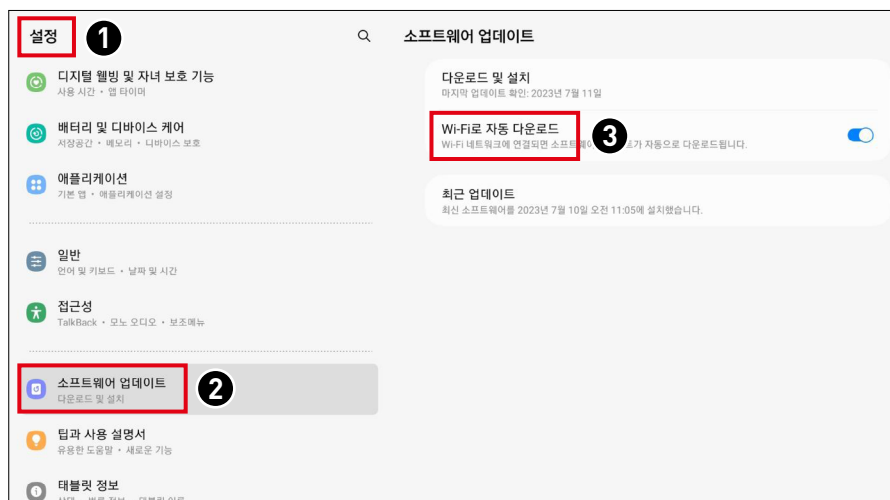 설정
1
디지털 웰빙 및 자녀 보호 기능
사용 시간 • 앱 타이머
배터리 및 디바이스 케어
저장공간 • 메모리 • 디바이스 보호
애플리케이션
기본 앱 • 애플리케이션 설정
일반
언어 및 키보드 • 날짜 및 시간
접근성
TalkBack • 모노 오디오 • 보조메뉴
소프트웨어 업데이트
2
다운로드 및 설치
팁과 사용 설명서
유용한 도움말 • 새로운 기능
태블릿 정보
소프트웨어 업데이트
다운로드 및 설치
마지막 업데이트 확인: 2023년 7월 11일
Wi-Fi로 자동 다운로드
3
Wi-Fi 네트워크에 연결되면 소프트웨어 자동으로 다운로드됩니다.
최근 업데이트
최신 소프트웨어를 2023년 7월 10일 오전 11:05에 설치했습니다.